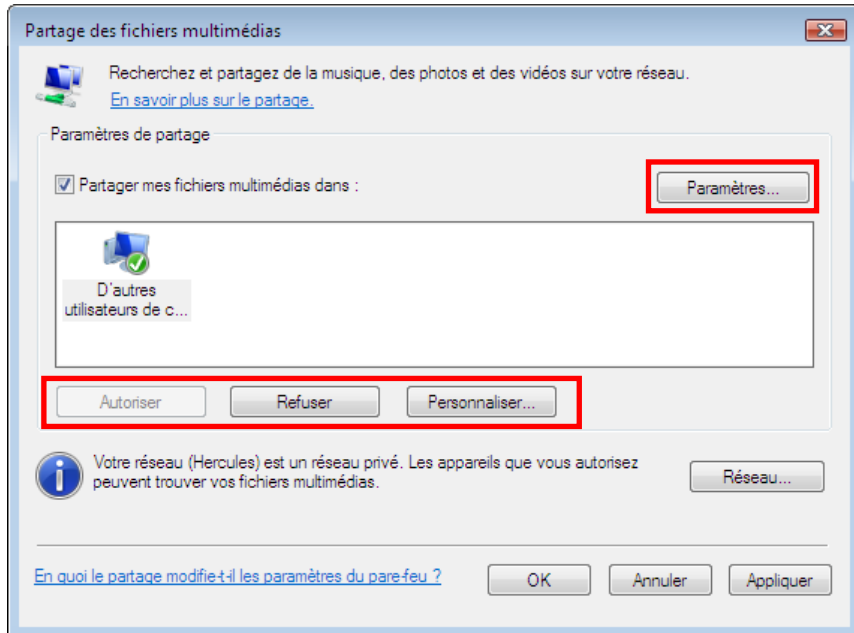 Partage des fichiers multimédias
Recherchez et partagez de la musique, des photos et des vidéos sur votre réseau.
En savoir plus sur le partage.
Paramètres de partage
Partager mes fichiers multimédias dans :
Paramètres...
D'autres
utilisateurs de c...
Autoriser Refuser Personnaliser...
Votre réseau (Hercules) est un réseau privé. Les appareils que vous autorisez
peuvent trouver vos fichiers multimédias.
Réseau...
En quoi le partage modifie-t-il les paramètres du pare-feu ?
OK Annuler Appliquer